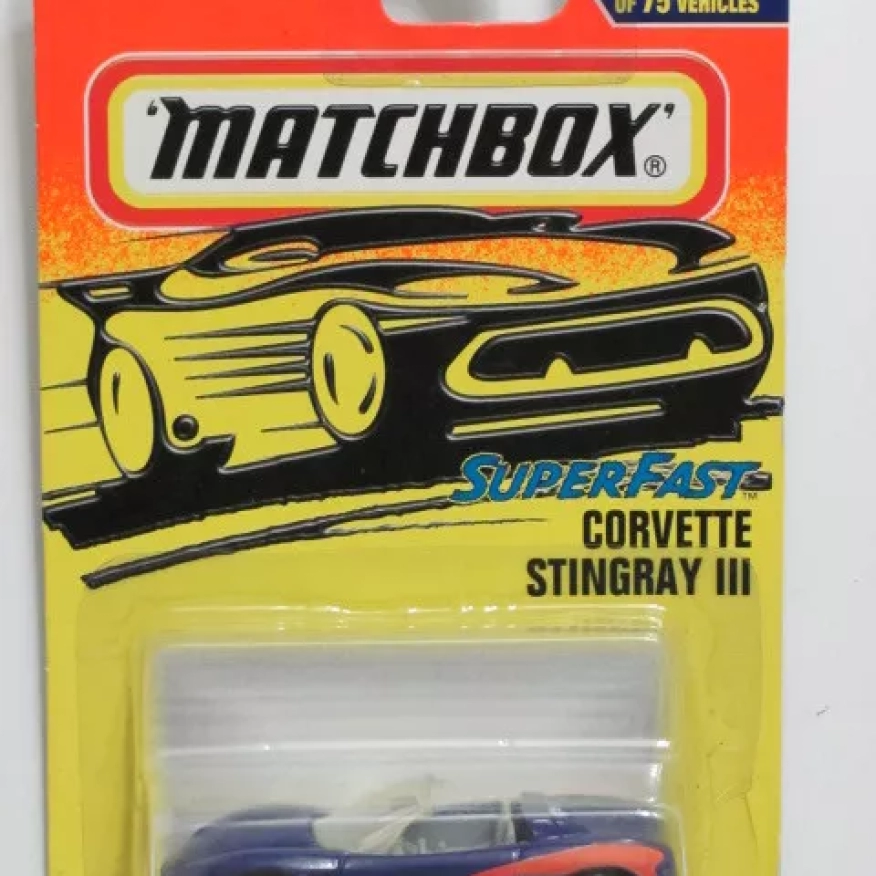 OF 75 VEHICLES
'MATCHBOX'®
SUPERFAST™
CORVETTE
STINGRAY III